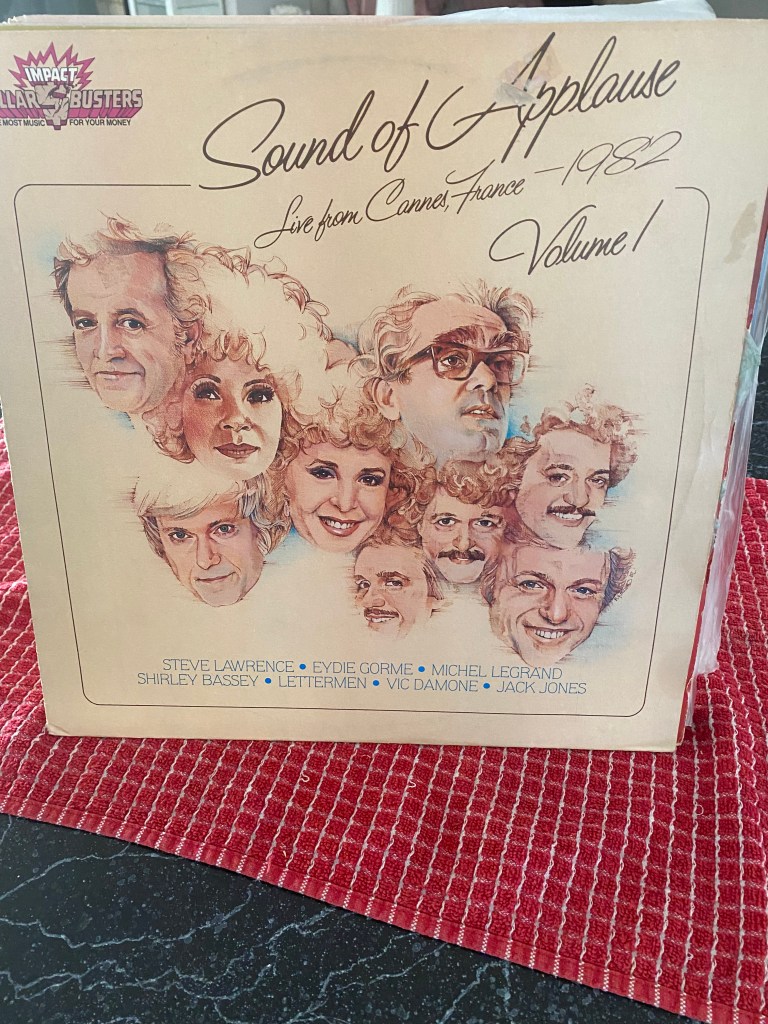 IMPACT
LLAR BUSTERS
E MOST MUSIC FOR YOUR MONEY
Sound of Applause
Live from Cannes, France – 1982
Volume 1
STEVE LAWRENCE • EYDIE GORME • MICHEL LEGRAND
SHIRLEY BASSEY • LETTERMEN • VIC DAMONE • JACK JONES